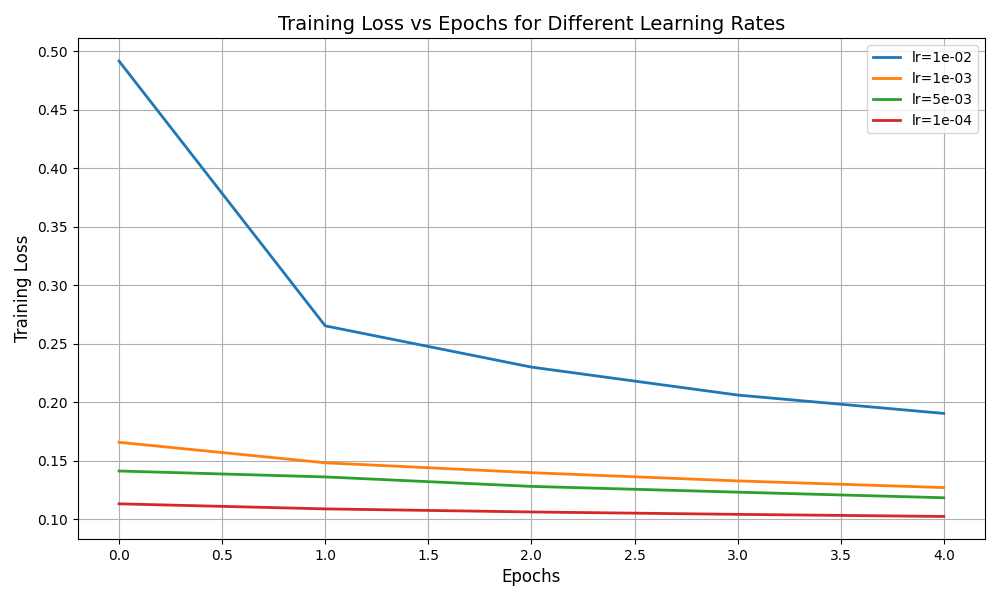 Training Loss vs Epochs for Different Learning Rates
lr=1e-02
lr=1e-03
lr=5e-03
lr=1e-04
Training Loss
0.50
0.45
0.40
0.35
0.30
0.25
0.20
0.15
0.10
0.0 0.5 1.0 1.5 2.0 2.5 3.0 3.5 4.0
Epochs